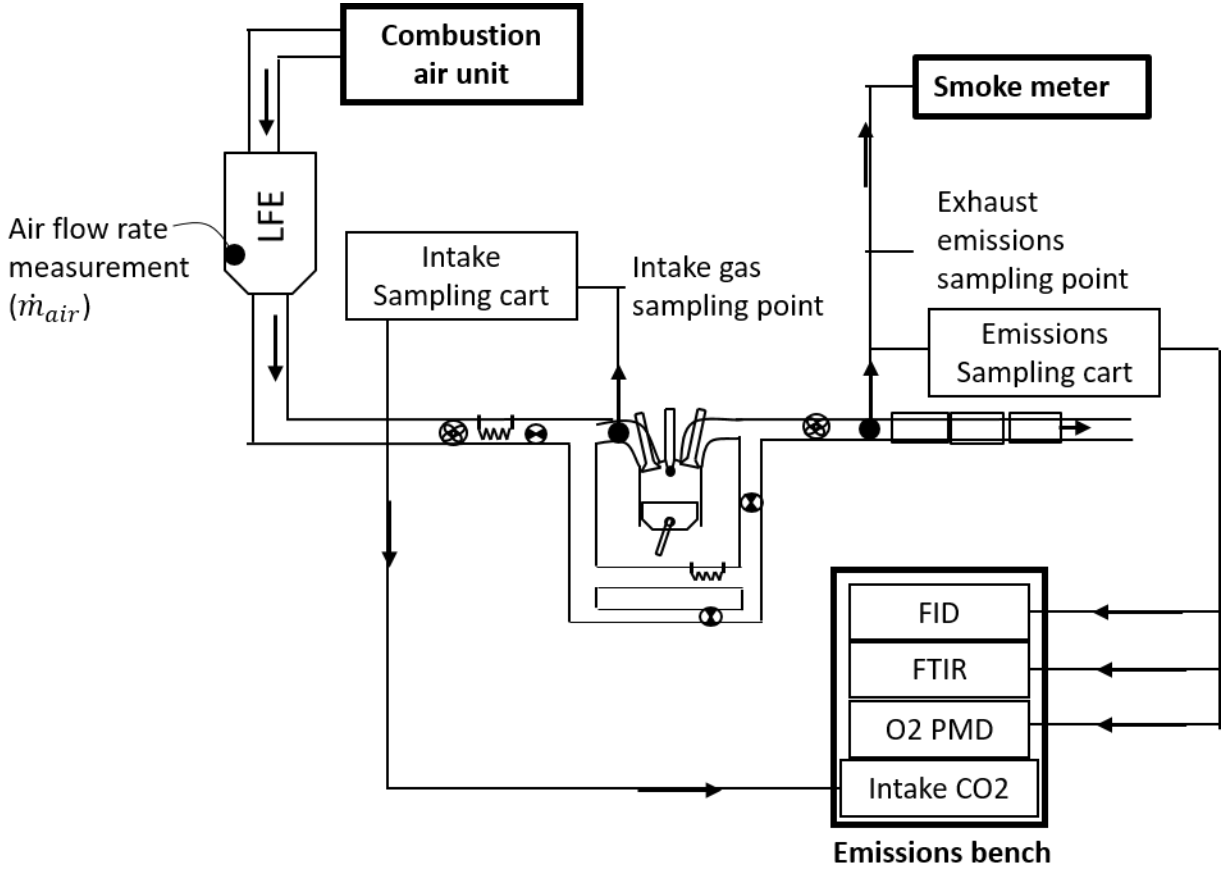 Combustion
air unit
Smoke meter
LFE
Air flow rate
measurement
(ṁ_air)
Intake
Sampling cart
Intake gas
sampling point
Exhaust
emissions
sampling point
Emissions
Sampling cart
FID
FTIR
O2 PMD
Intake CO2
Emissions bench